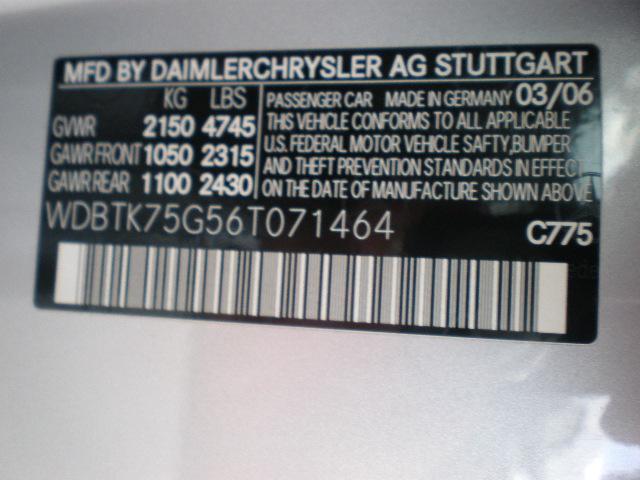 MFD BY DAIMLERCHRYSLER AG STUTTGART
KG LBS
GVWR 2150 4745
GAWR FRONT 1050 2315
GAWR REAR 1100 2430
PASSENGER CAR MADE IN GERMANY 03/06
THIS VEHICLE CONFORMS TO ALL APPLICABLE
U.S. FEDERAL MOTOR VEHICLE SAFTY,BUMPER
AND THEFT PREVENTION STANDARDS IN EFFECT
ON THE DATE OF MANUFACTURE SHOWN ABOVE
WDBTK75G56T071464
C775